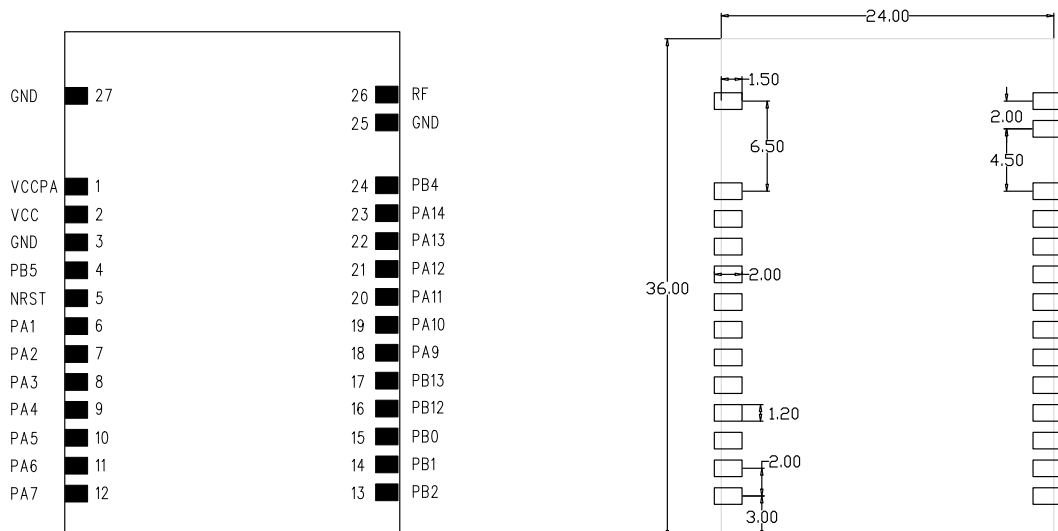 24.00
1.50
GND 27 26 RF
25 GND
2.00
6.50
4.50
VCCPA 1 24 PB4
VCC 2 23 PA14
GND 3 22 PA13
PB5 4 21 PA12
2.00
36.00
NRST 5 20 PA11
PA1 6 19 PA10
PA2 7 18 PA9
PA3 8 17 PB13
PA4 9 16 PB12
1.20
PA5 10 15 PB0
PA6 11 14 PB1
2.00
PA7 12 13 PB2
3.00